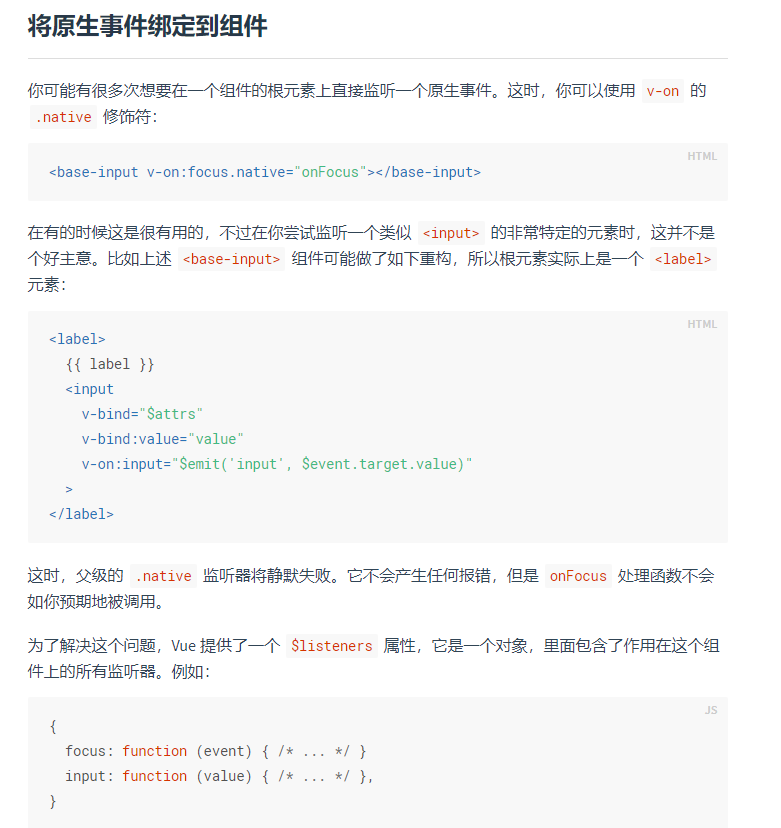 将原生事件绑定到组件
你可能有很多次想要在一个组件的根元素上直接监听一个原生事件。这时，你可以使用 v-on 的
.native 修饰符：
HTML
<base-input v-on:focus.native="onFocus"></base-input>
在有的时候这是很有用的，不过在你尝试监听一个类似 <input> 的非常特定的元素时，这并不是
个好主意。比如上述 <base-input> 组件可能做了如下重构，所以根元素实际上是一个 <label>
元素：
HTML
<label>
  {{ label }}
  <input
    v-bind="$attrs"
    v-bind:value="value"
    v-on:input="$emit('input', $event.target.value)"
  >
</label>
这时，父级的 .native 监听器将静默失败。它不会产生任何报错，但是 onFocus 处理函数不会
如你预期地被调用。
为了解决这个问题，Vue 提供了一个 $listeners 属性，它是一个对象，里面包含了作用在这个组
件上的所有监听器。例如：
JS
{
  focus: function (event) { /* ... */ }
  input: function (value) { /* ... */ },
}